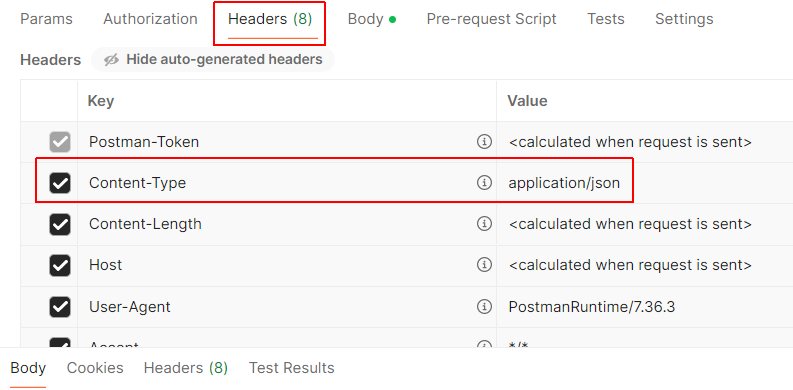 Params Authorization Headers (8) Body Pre-request Script Tests Settings
Headers Hide auto-generated headers
Key Value
Postman-Token <calculated when request is sent>
Content-Type application/json
Content-Length <calculated when request is sent>
Host <calculated when request is sent>
User-Agent PostmanRuntime/7.36.3
Accept */*
Body Cookies Headers (8) Test Results